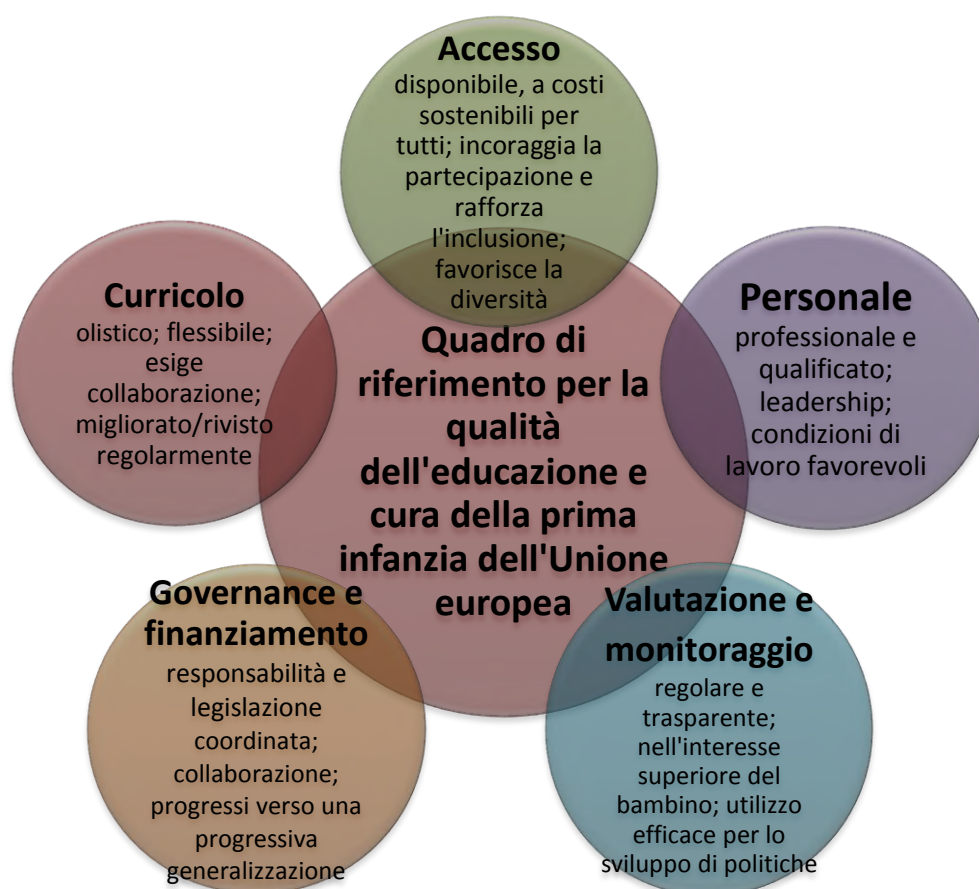 Accesso
disponibile, a costi
sostenibili per
tutti; incoraggia la
partecipazione e
rafforza
l'inclusione;
favorisce la
diversità
Curricolo
olistico; flessibile;
esige
collaborazione;
migliorato/rivisto
regolarmente
Quadro di
riferimento per la
qualità
dell'educazione e
cura della prima
infanzia dell'Unione
europea
Personale
professionale e
qualificato;
leadership;
condizioni di
lavoro favorevoli
Governance e
finanziamento
responsabilità e
legislazione
coordinata;
collaborazione;
progressi verso una
progressiva
generalizzazione
Valutazione e
monitoraggio
regolare e
trasparente;
nell'interesse
superiore del
bambino; utilizzo
efficace per lo
sviluppo di politiche